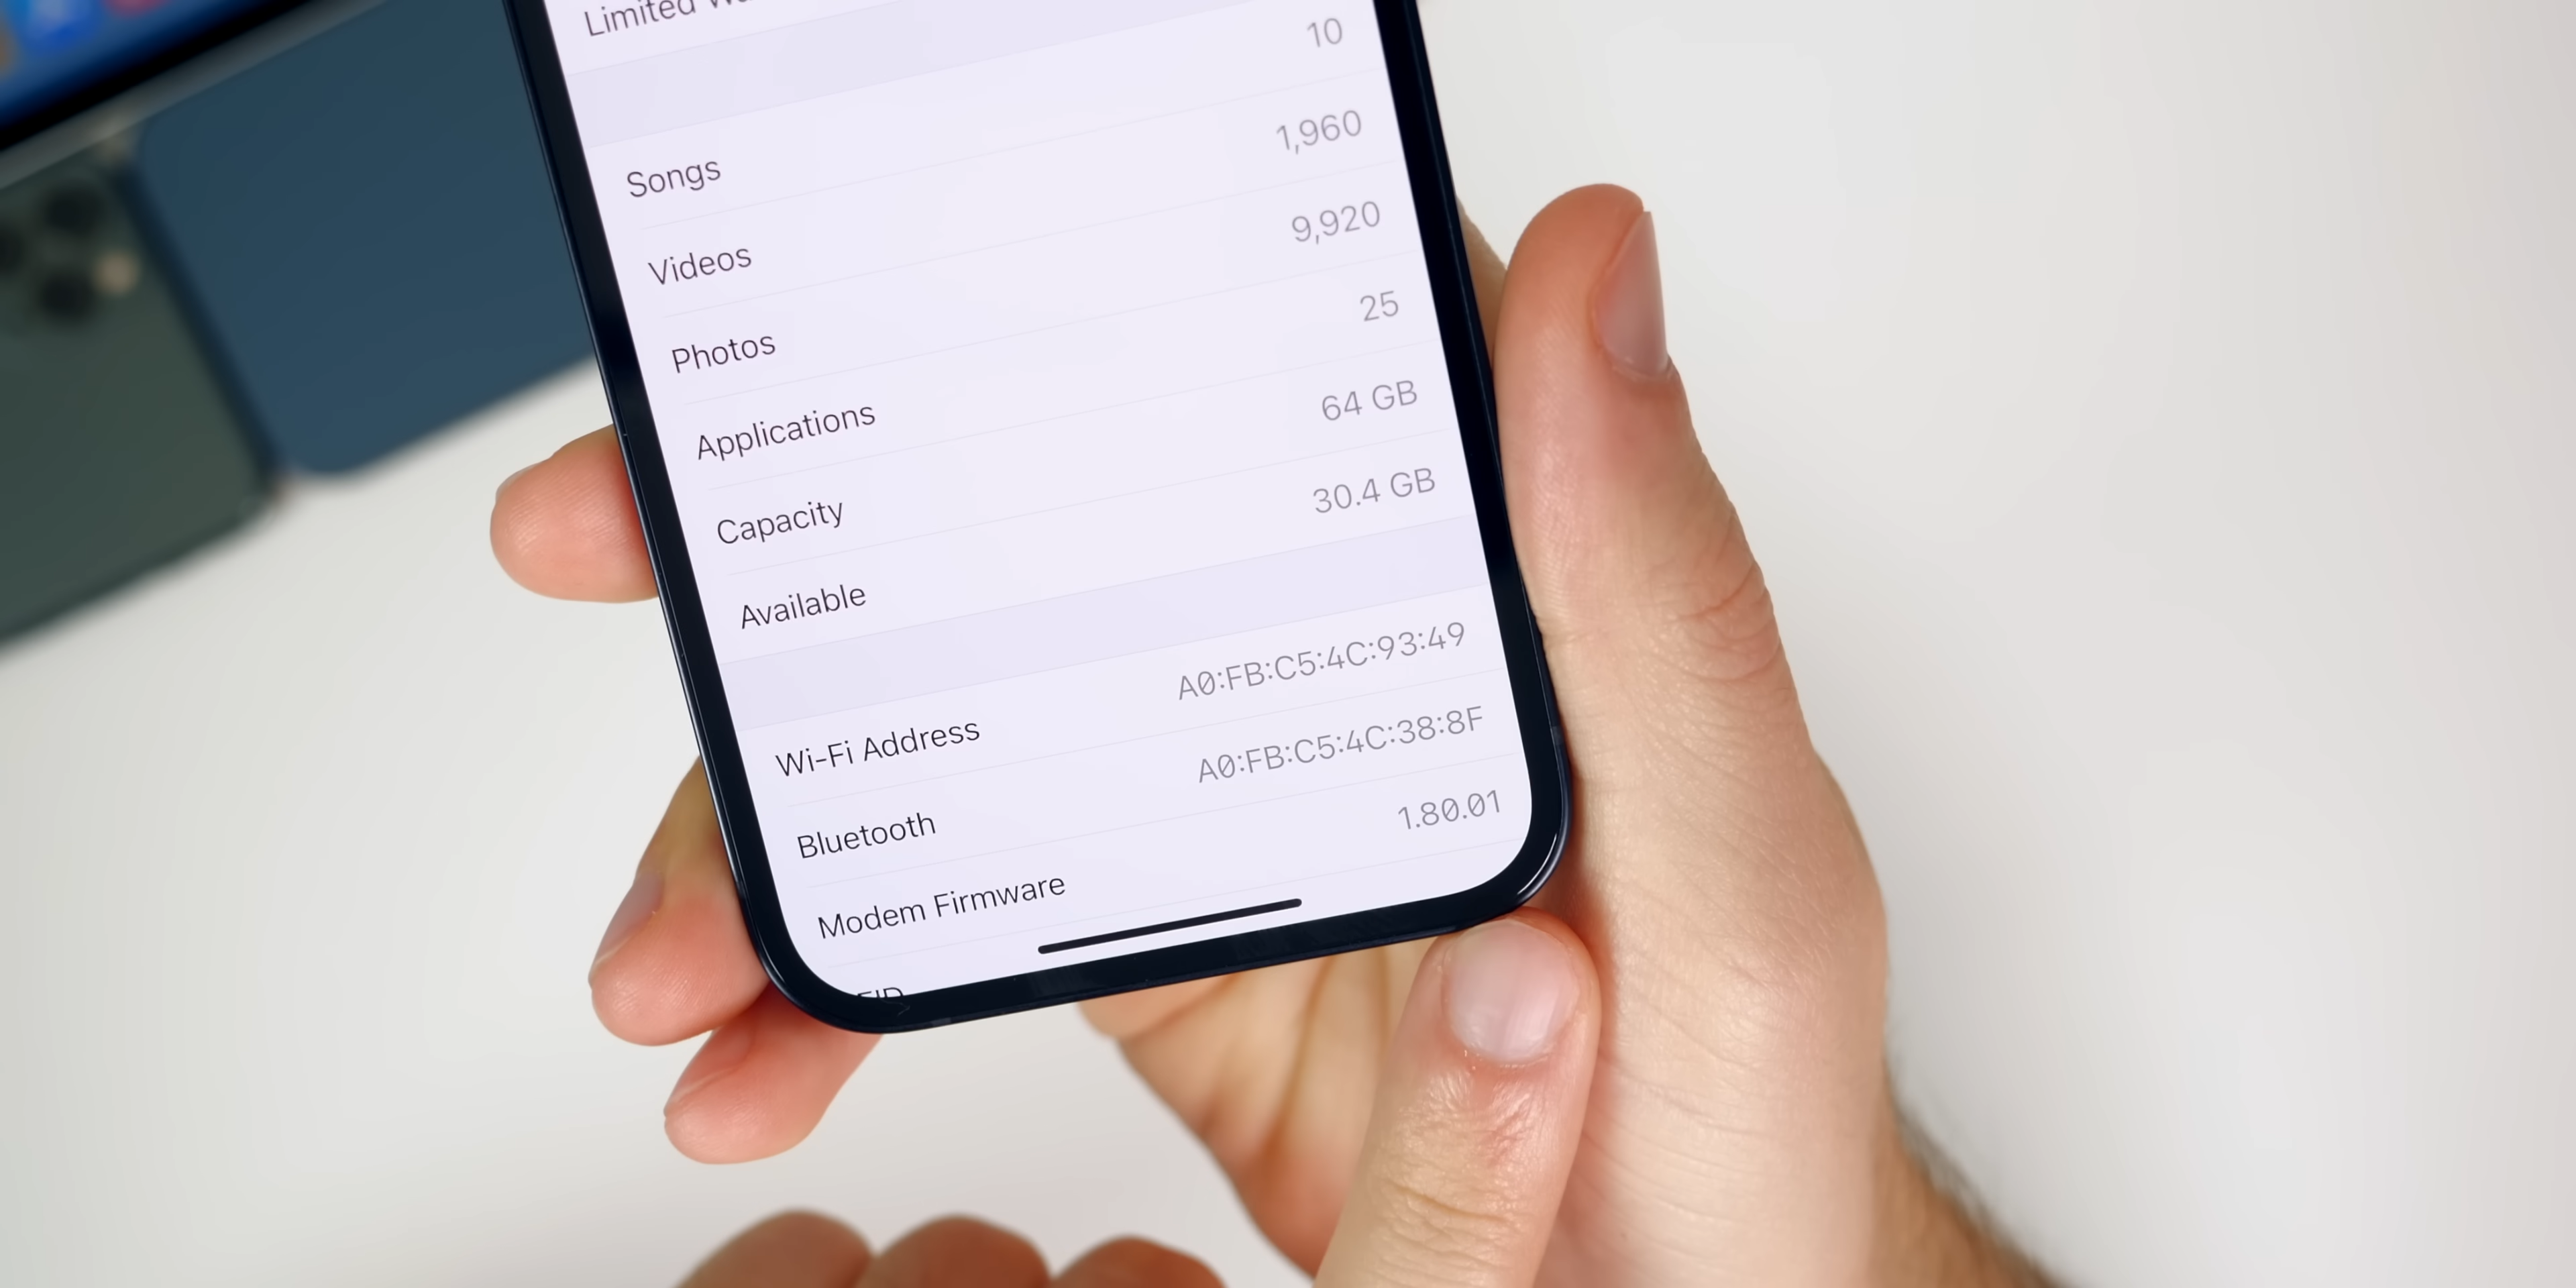 Limited
Songs 10
Videos 1,960
Photos 9,920
Applications 25
Capacity 64 GB
Available 30.4 GB
Wi-Fi Address A0:FB:C5:4C:93:49
Bluetooth A0:FB:C5:4C:38:8F
Modem Firmware 1.80.01